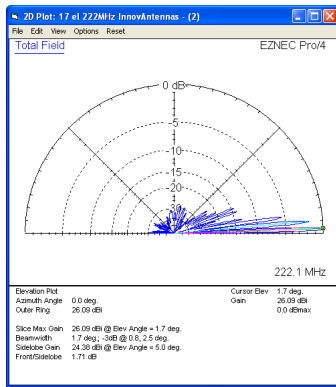 2D Plot: 17 el 222MHz InnovAntennas - (2)
File Edit View Options Reset
Total Field
EZNEC Pro/4
0 dB
-5
-10
-15
-20
-30
222.1 MHz
Elevation Plot
Cursor Elev 1.7 deg.
Azimuth Angle 0.0 deg.
Gain 26.09 dBi
Outer Ring 26.09 dBi
0.0 dBmax
Slice Max Gain 26.09 dBi @ Elev Angle = 1.7 deg.
Beamwidth 1.7 deg.; -3dB @ 0.8, 2.5 deg.
Sidelobe Gain 24.38 dBi @ Elev Angle = 5.0 deg.
Front/Sidelobe 1.71 dB